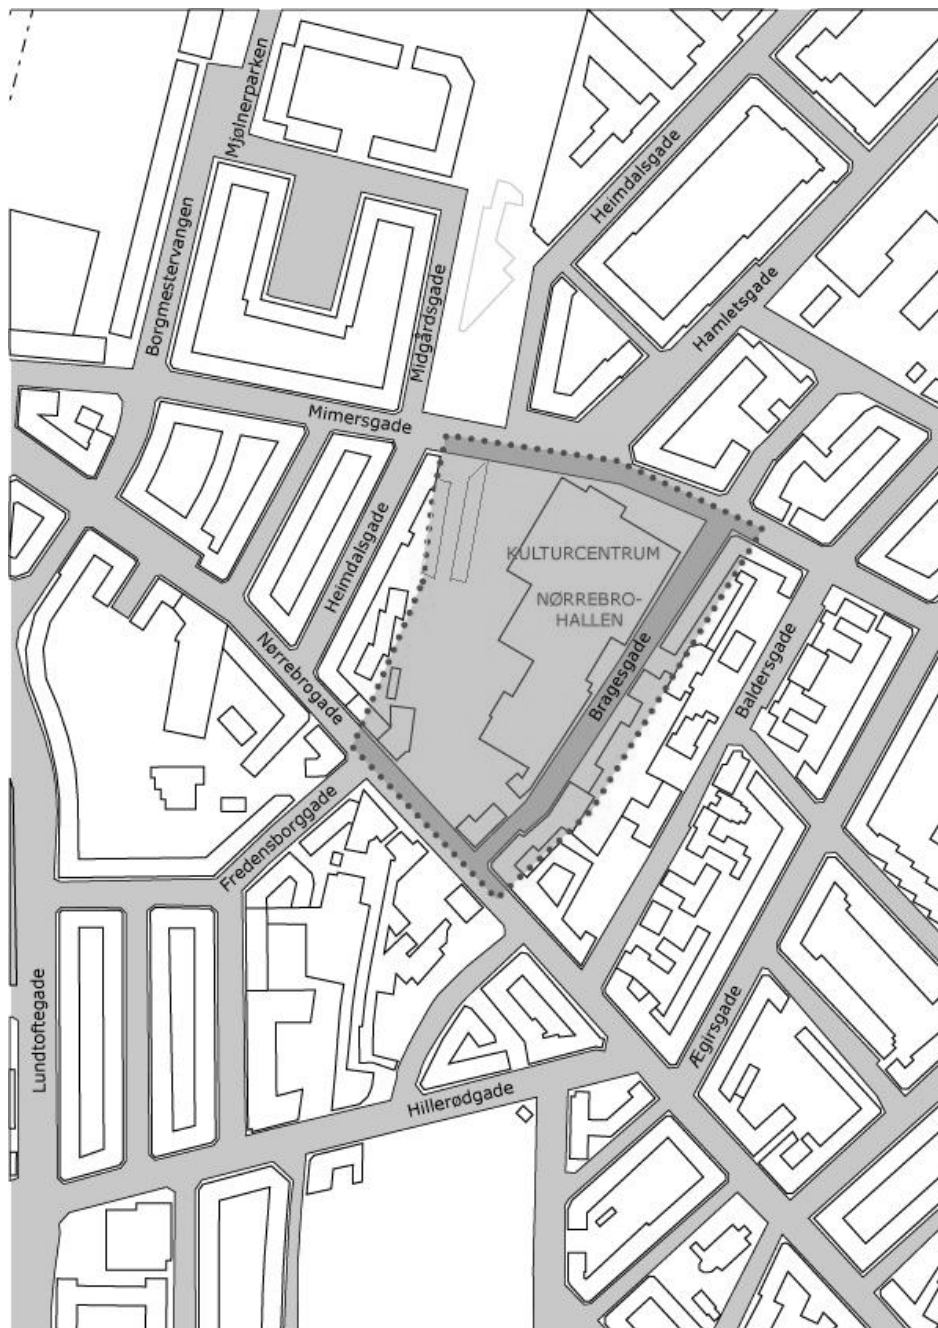 Mjølnerparken
Heimdalsgade
Borgmestervangen
Midgårdsgade
Hamletsgade
Mimersgade
Heimdalsgade
KULTURCENTRUM
NØRREBRO-
HALLEN
Bragesgade
Baldersgade
Nørrebrogade
Fredensborggade
Lundtoftegade
Ægirsgade
Hillerødgade